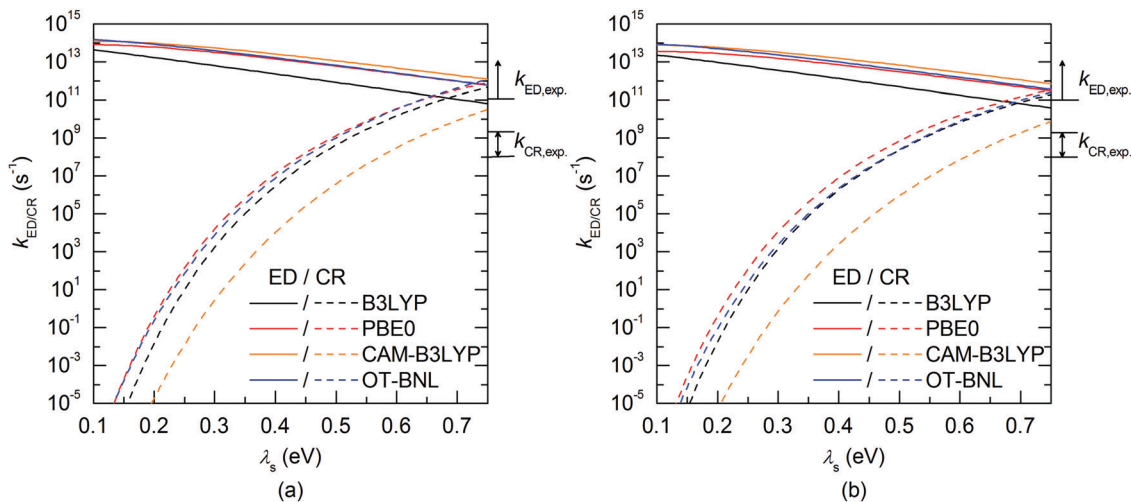 10^15
10^13
10^11
10^9
10^7
10^5
10^3
10^1
10^-1
10^-3
10^-5
k_ED/CR (s^-1)
k_ED,exp.
k_CR,exp.
ED / CR
/ B3LYP
/ PBE0
/ CAM-B3LYP
/ OT-BNL
0.1 0.2 0.3 0.4 0.5 0.6 0.7
λ_s (eV)
(a)
10^15
10^13
10^11
10^9
10^7
10^5
10^3
10^1
10^-1
10^-3
10^-5
k_ED/CR (s^-1)
k_ED,exp.
k_CR,exp.
ED / CR
/ B3LYP
/ PBE0
/ CAM-B3LYP
/ OT-BNL
0.1 0.2 0.3 0.4 0.5 0.6 0.7
λ_s (eV)
(b)